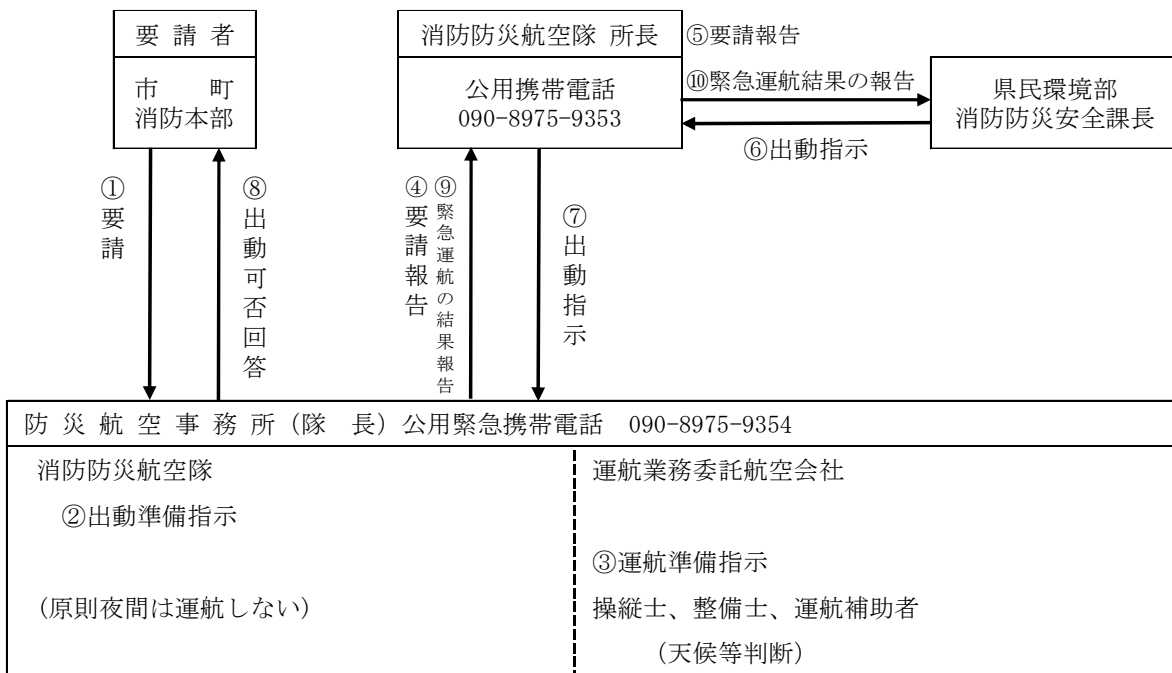 要 請 者
市　　町
消防本部
消防防災航空隊 所長
公用携帯電話
090-8975-9353
⑤要請報告
⑩緊急運航結果の報告
県民環境部
消防防災安全課長
⑥出動指示
①要請
⑧出動可否回答
④要請報告
⑨緊急運航の結果報告
⑦出動指示
防 災 航 空 事 務 所（隊　長）公用緊急携帯電話　090-8975-9354
消防防災航空隊
②出動準備指示
(原則夜間は運航しない)
運航業務委託航空会社
③運航準備指示
操縦士、整備士、運航補助者
（天候等判断）